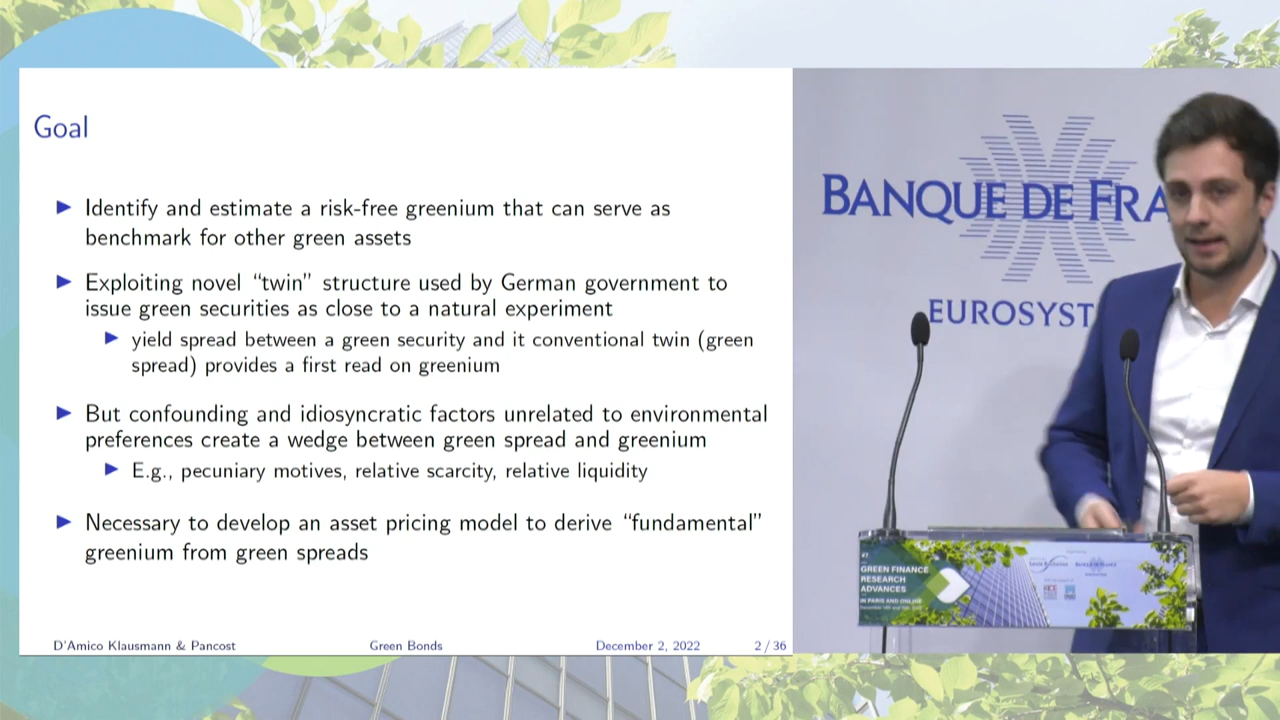 Goal
Identify and estimate a risk-free greenium that can serve as
benchmark for other green assets
Exploiting novel “twin” structure used by German government to
issue green securities as close to a natural experiment
yield spread between a green security and it conventional twin (green
spread) provides a first read on greenium
But confounding and idiosyncratic factors unrelated to environmental
preferences create a wedge between green spread and greenium
E.g., pecuniary motives, relative scarcity, relative liquidity
Necessary to develop an asset pricing model to derive “fundamental”
greenium from green spreads
D'Amico Klausmann & Pancost
Green Bonds
December 2, 2022
2 / 36
BANQUE DE FRA
EUROSYST
GREEN FINANCE
RESEARCH
ADVANCES
IN PARIS AND ONLINE